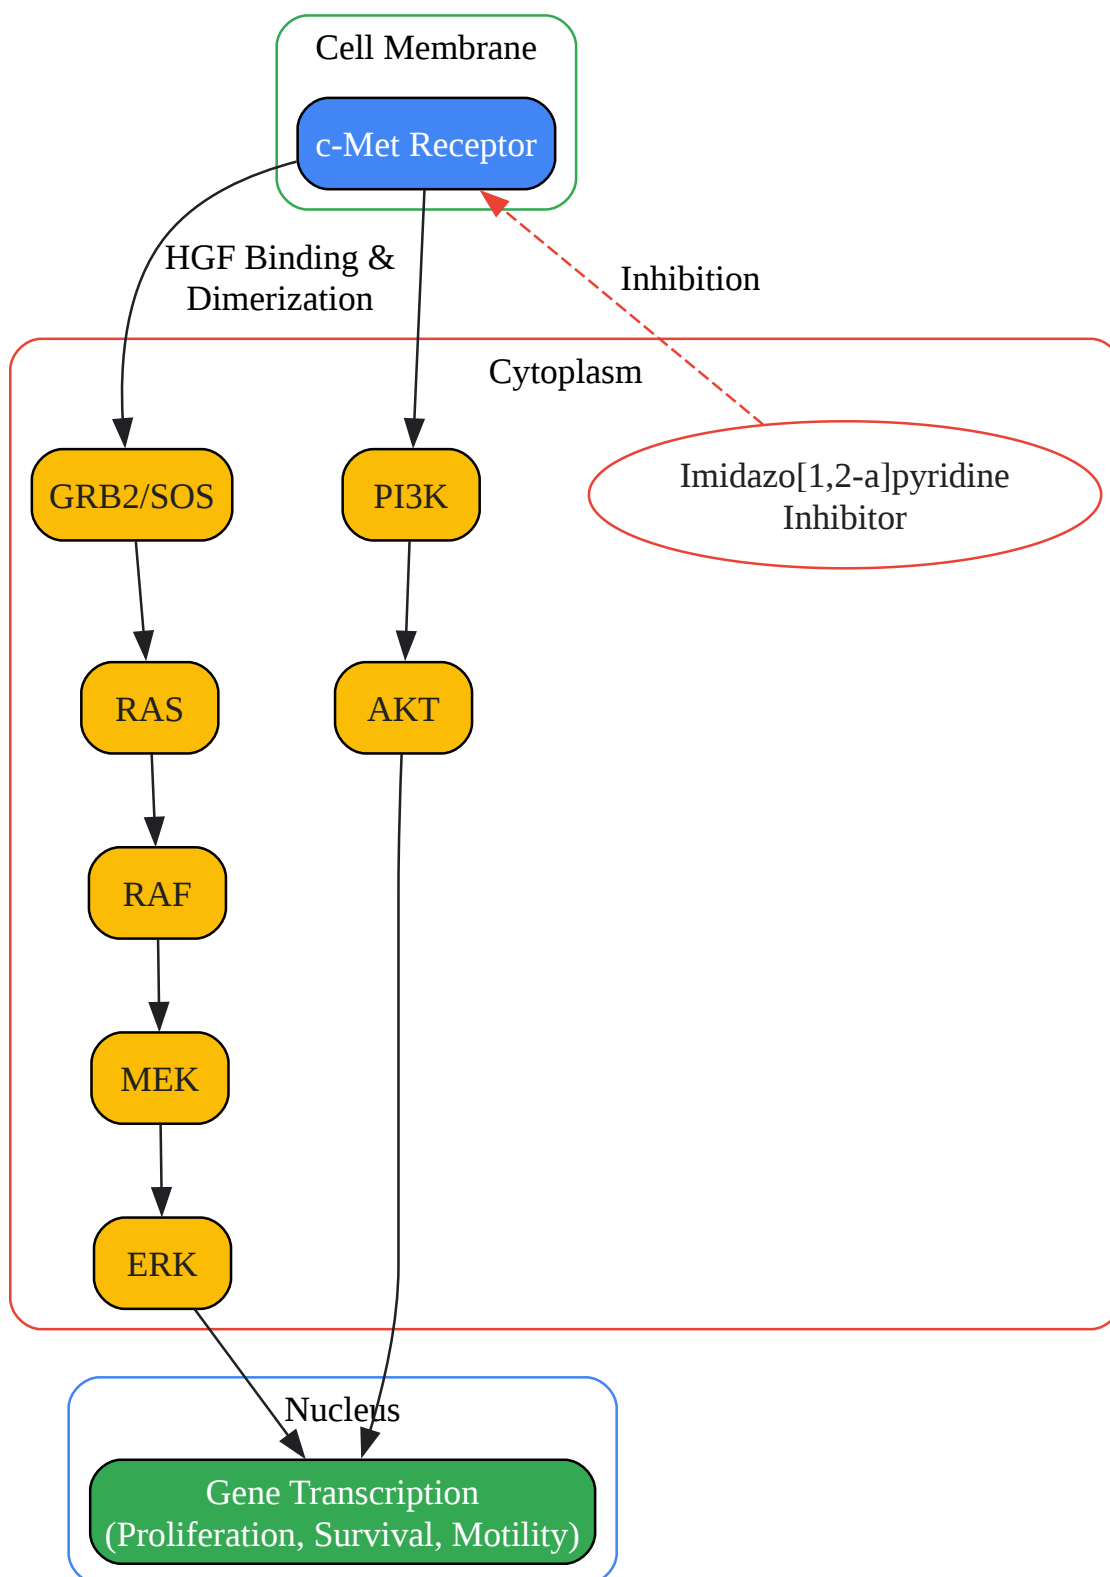 Cell Membrane
c-Met Receptor
HGF Binding &
Dimerization
Inhibition
Cytoplasm
GRB2/SOS
PI3K
Imidazo[1,2-a]pyridine
Inhibitor
RAS
AKT
RAF
MEK
ERK
Nucleus
Gene Transcription
(Proliferation, Survival, Motility)